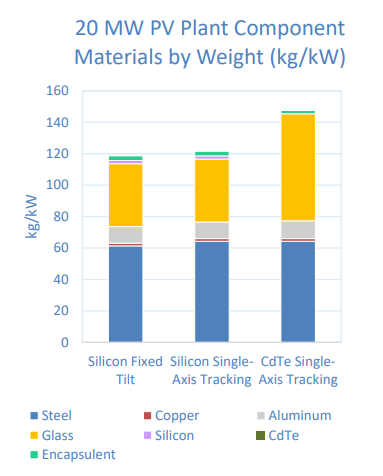 20 MW PV Plant Component
Materials by Weight (kg/kW)
160
140
120
100
80
60
40
20
0
kg/kW
Silicon Fixed Tilt
Silicon Single-Axis Tracking
CdTe Single-Axis Tracking
Steel
Copper
Aluminum
Glass
Silicon
CdTe
Encapsulent